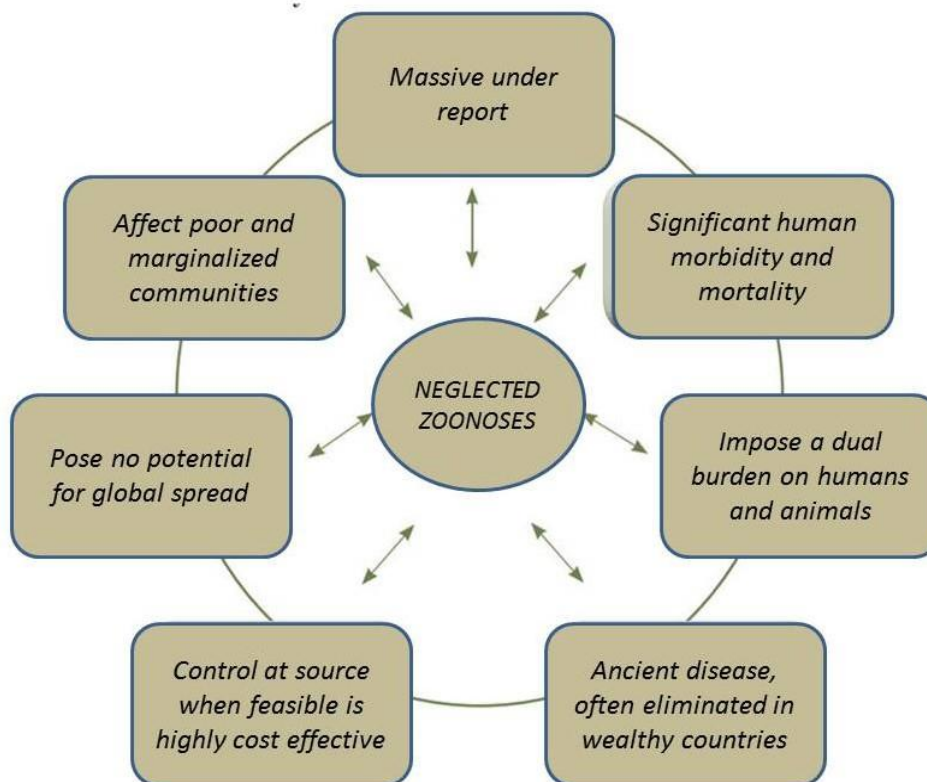 Massive under
report
Significant human
morbidity and
mortality
Impose a dual
burden on humans
and animals
Ancient disease,
often eliminated in
wealthy countries
Control at source
when feasible is
highly cost effective
Pose no potential
for global spread
Affect poor and
marginalized
communities
NEGLECTED
ZOONOSES